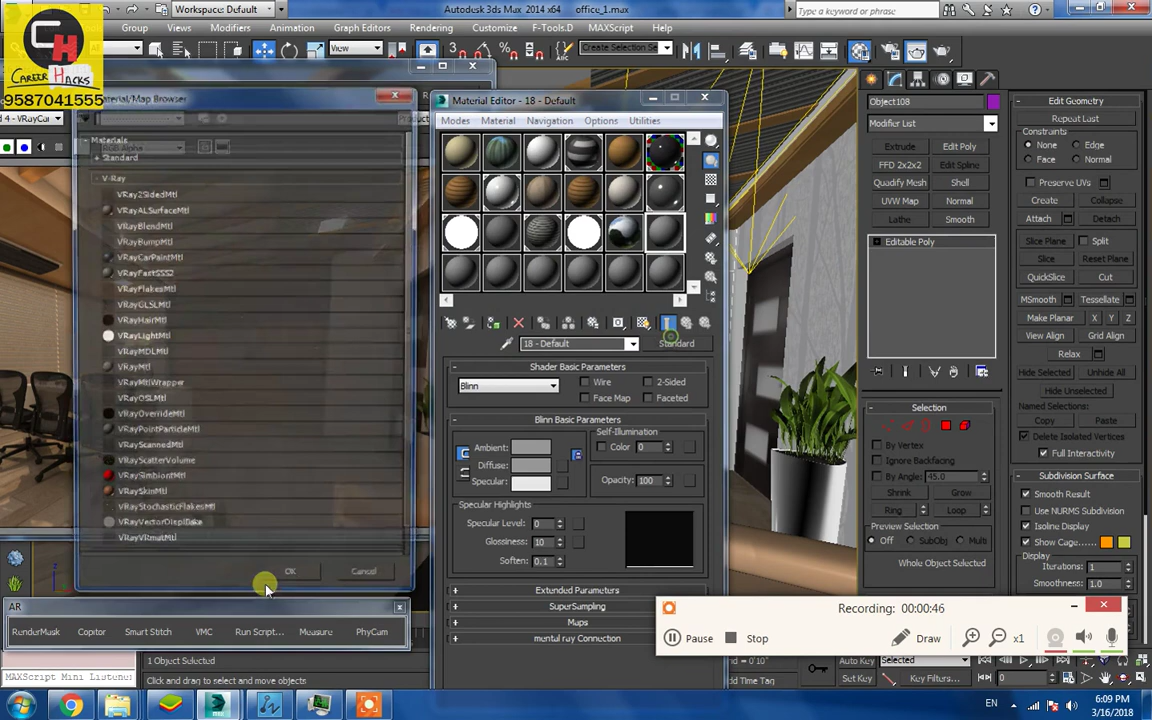 Workspace: Default
Autodesk 3ds Max 2014 x64
office_1.max
Type a keyword or phrase
Group
Views
Modifiers
Animation
Graph Editors
Rendering
Customize
F-Tools.D
MAXScript
Help
View
Create Selection Se
CAREER HACKS
9587041555
Material/Map Browser
Materials
+ Standard
- V-Ray
VRay2SidedMtl
VRayALSurfaceMtl
VRayBlendMtl
VRayBumpMtl
VRayCarPaintMtl
VRayFastSSS2
VRayFlakesMtl
VRayGLSLMtl
VRayHairMtl
VRayLightMtl
VRayMDLMtl
VRayMtl
VRayMtlWrapper
VRayOSLMtl
VRayOverrideMtl
VRayPointParticleMtl
VRayScannedMtl
VRayScatterVolume
VRaySimbiontMtl
VRaySkinMtl
VRayStochasticFlakesMtl
VRayVectorDisplBake
VRayVRmatMtl
OK
Cancel
AR
RenderMask
Copitor
Smart Stitch
VMC
Run Script...
Measure
PhyCam
Material Editor - 18 - Default
Modes
Material
Navigation
Options
Utilities
18 - Default
Standard
Shader Basic Parameters
Blinn
Wire
2-Sided
Face Map
Faceted
Blinn Basic Parameters
Self-Illumination
Ambient:
Color
0
Diffuse:
Specular:
Opacity:
100
Specular Highlights
Specular Level:
0
Glossiness:
10
Soften:
0.1
Extended Parameters
SuperSampling
Maps
mental ray Connection
Object108
Modifier List
Extrude
Edit Poly
FFD 2x2x2
Edit Spline
Quadify Mesh
Shell
UVW Map
Normal
Lathe
Smooth
Editable Poly
Selection
By Vertex
Ignore Backfacing
By Angle:
45.0
Shrink
Grow
Ring
Loop
Preview Selection
Off
SubObj
Multi
Whole Object Selected
Edit Geometry
Repeat Last
Constraints
None
Edge
Face
Normal
Preserve UVs
Create
Collapse
Attach
Detach
Slice Plane
Split
Slice
Reset Plane
QuickSlice
Cut
MSmooth
Tessellate
Make Planar
X
Y
Z
View Align
Grid Align
Relax
Hide Selected
Unhide All
Hide Unselected
Named Selections:
Copy
Paste
Delete Isolated Vertices
Full Interactivity
Subdivision Surface
Smooth Result
Use NURMS Subdivision
Isoline Display
Show Cage......
Display
Iterations:
1
Smoothness:
1.0
Recording: 00:00:46
Pause
Stop
Draw
x1
MAXScript Mini Listener
1 Object Selected
Click and drag to select and move objects
Add Time Tag
Auto Key
Selected
Set Key
Key Filters...
0
EN
6:09 PM
3/16/2018